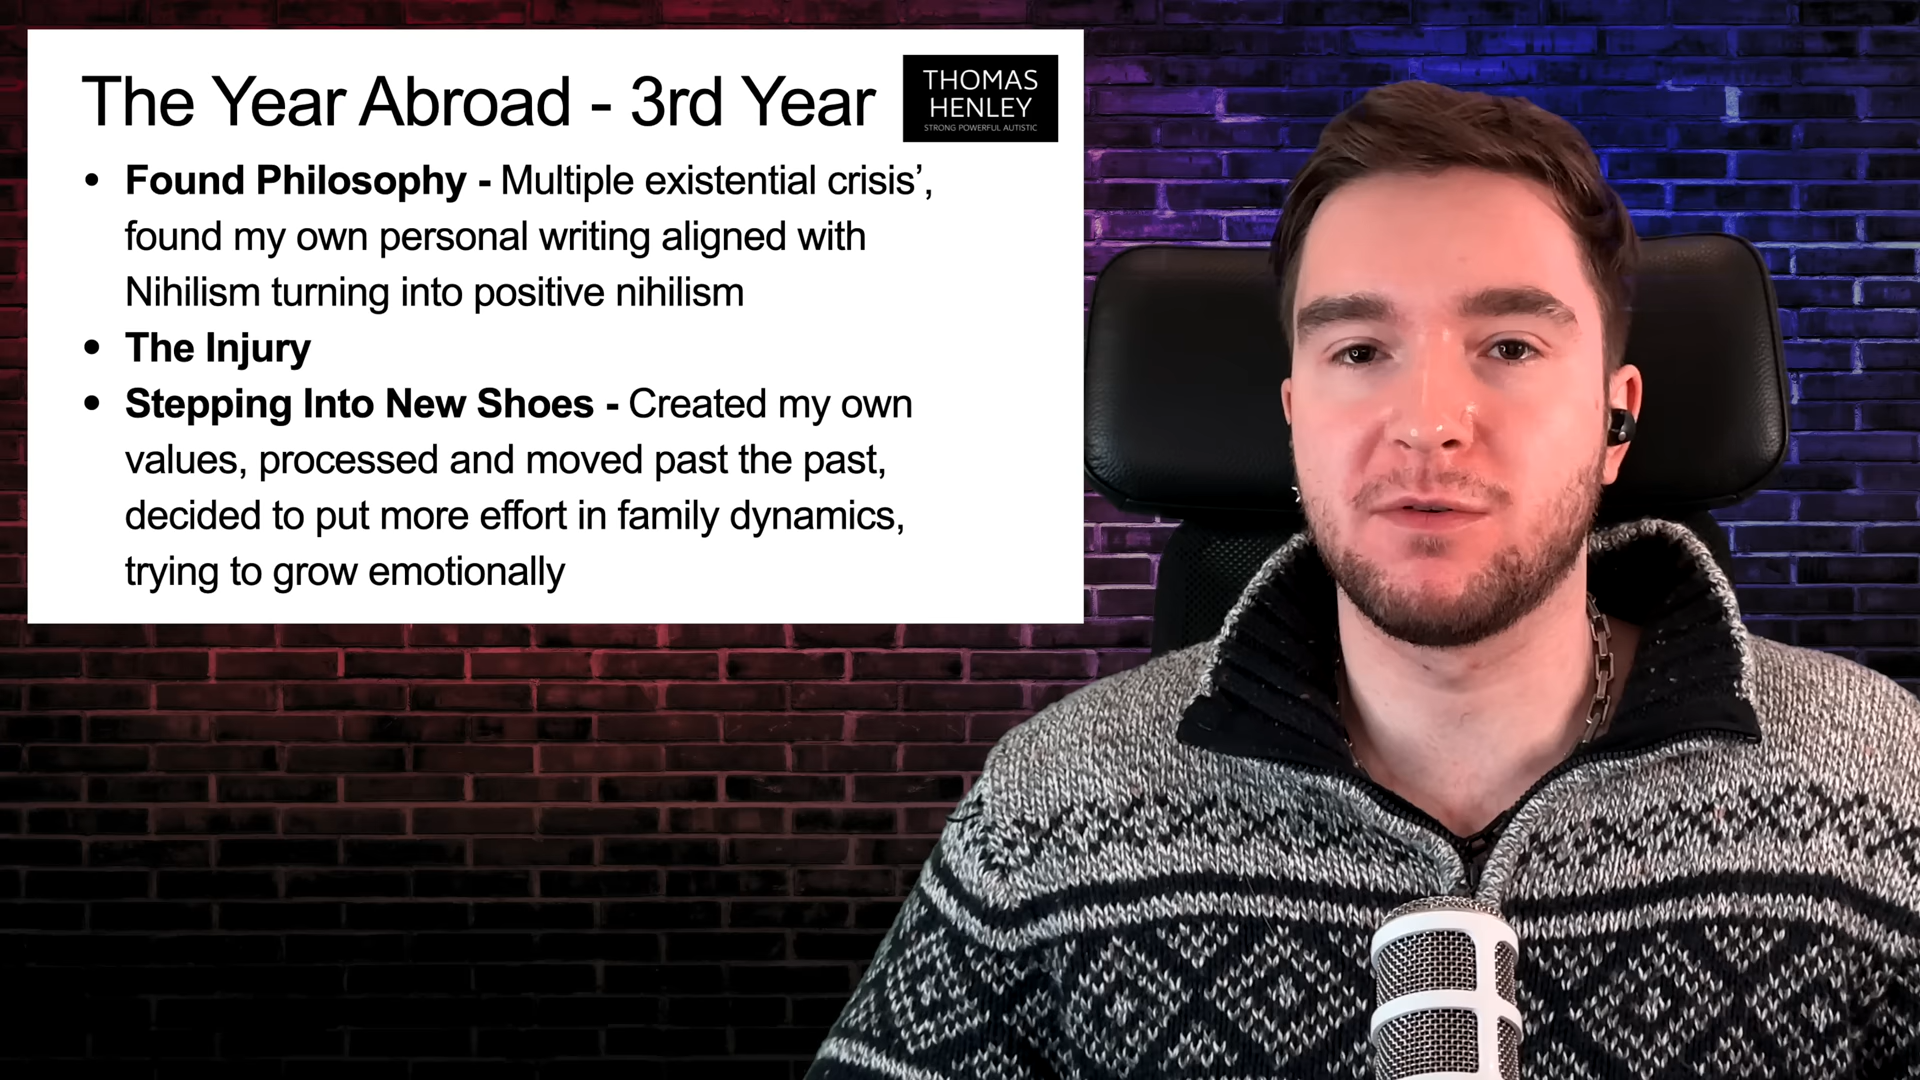 The Year Abroad - 3rd Year
THOMAS
HENLEY
STRONG POWERFUL AUTISTIC
• Found Philosophy - Multiple existential crisis’,
found my own personal writing aligned with
Nihilism turning into positive nihilism
• The Injury
• Stepping Into New Shoes - Created my own
values, processed and moved past the past,
decided to put more effort in family dynamics,
trying to grow emotionally